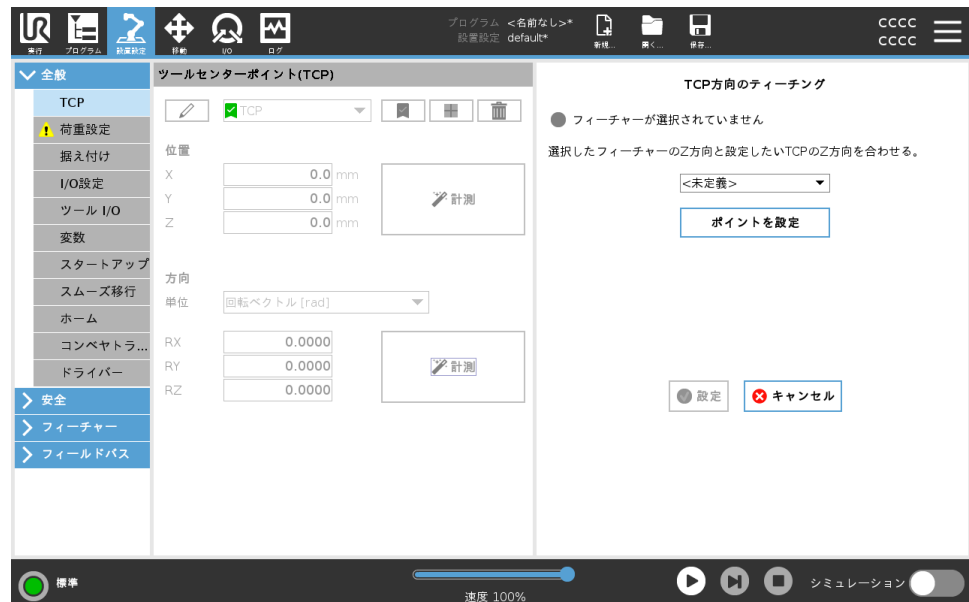 UR
プログラム <名前なし>*
設置設定 default*
cccc
cccc
実行
プログラム
設置設定
移動
I/O
ログ
新規...
開く...
保存...
全般
TCP
荷重設定
据え付け
I/O設定
ツール I/O
変数
スタートアップ
スムーズ移行
ホーム
コンベヤトラ...
ドライバー
安全
フィーチャー
フィールドバス
ツールセンターポイント(TCP)
TCP
位置
X 0.0 mm
Y 0.0 mm
Z 0.0 mm
計測
方向
単位 回転ベクトル [rad]
RX 0.0000
RY 0.0000
RZ 0.0000
計測
TCP方向のティーチング
フィーチャーが選択されていません
選択したフィーチャーのZ方向と設定したいTCPのZ方向を合わせる。
<未定義>
ポイントを設定
設定
キャンセル
標準
速度 100%
シミュレーション